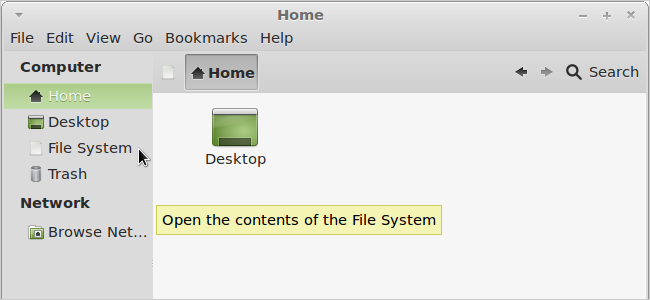 Home
File Edit View Go Bookmarks Help
Computer
Home
Desktop
File System
Trash
Network
Browse Net...
Home
Search
Desktop
Open the contents of the File System